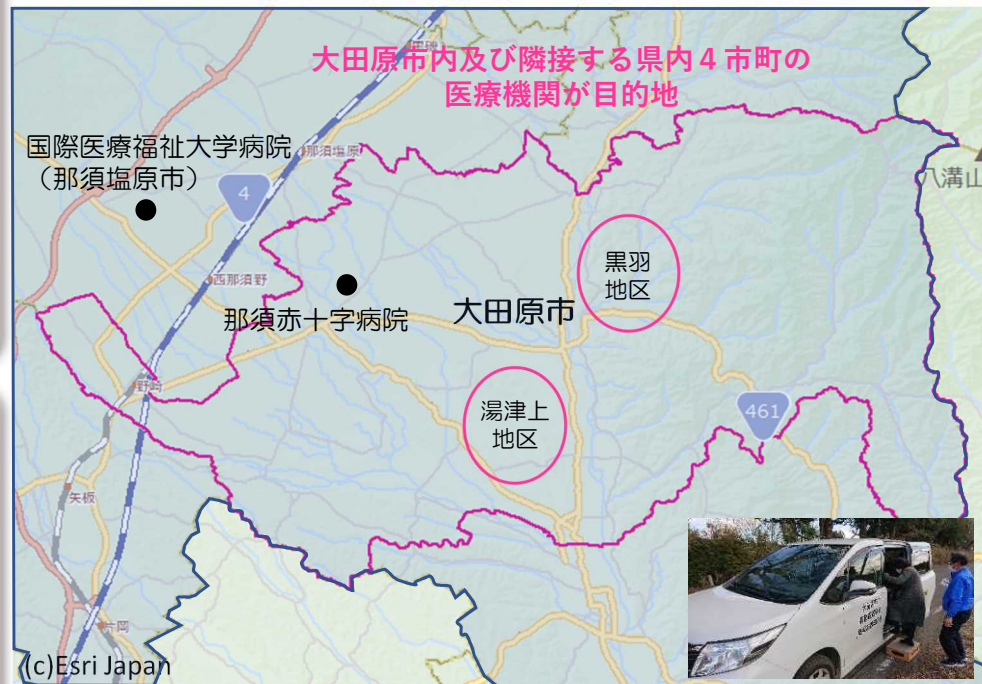 大田原市内及び隣接する県内4市町の
医療機関が目的地
国際医療福祉大学病院
(那須塩原市)
那須塩原
4
八溝山
西那須野
黒羽
地区
大田原市
那須赤十字病院
野崎
湯津上
地区
461
矢板
片岡
(c)Esri Japan